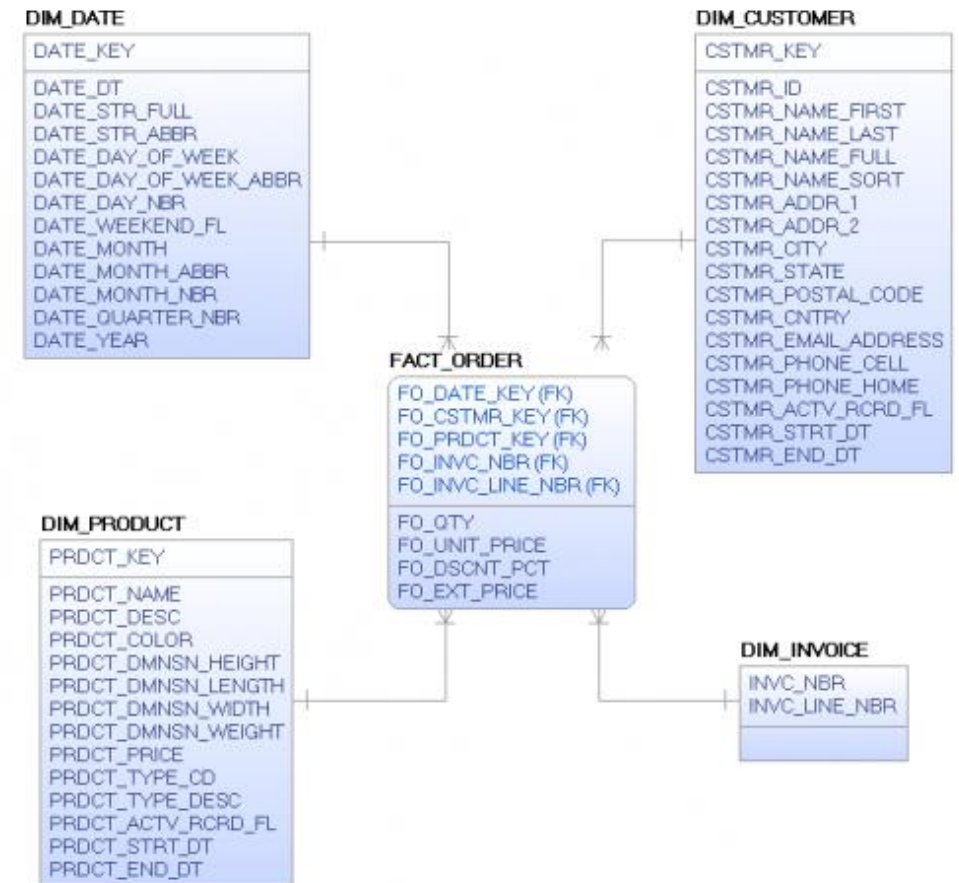 DIM_DATE
DATE_KEY
DATE_DT
DATE_STR_FULL
DATE_STR_ABBR
DATE_DAY_OF_WEEK
DATE_DAY_OF_WEEK_ABBR
DATE_DAY_NBR
DATE_WEEKEND_FL
DATE_MONTH
DATE_MONTH_ABBR
DATE_MONTH_NBR
DATE_QUARTER_NBR
DATE_YEAR
DIM_CUSTOMER
CSTMR_KEY
CSTMR_ID
CSTMR_NAME_FIRST
CSTMR_NAME_LAST
CSTMR_NAME_FULL
CSTMR_NAME_SORT
CSTMR_ADDR_1
CSTMR_ADDR_2
CSTMR_CITY
CSTMR_STATE
CSTMR_POSTAL_CODE
CSTMR_CNTRY
CSTMR_EMAIL_ADDRESS
CSTMR_PHONE_CELL
CSTMR_PHONE_HOME
CSTMR_ACTV_RCRD_FL
CSTMR_STRT_DT
CSTMR_END_DT
FACT_ORDER
FO_DATE_KEY (FK)
FO_CSTMR_KEY (FK)
FO_PRDCT_KEY (FK)
FO_INVC_NBR (FK)
FO_INVC_LINE_NBR (FK)
FO_QTY
FO_UNIT_PRICE
FO_DSCNT_PCT
FO_EXT_PRICE
DIM_PRODUCT
PRDCT_KEY
PRDCT_NAME
PRDCT_DESC
PRDCT_COLOR
PRDCT_DMNSN_HEIGHT
PRDCT_DMNSN_LENGTH
PRDCT_DMNSN_WIDTH
PRDCT_DMNSN_WEIGHT
PRDCT_PRICE
PRDCT_TYPE_CD
PRDCT_TYPE_DESC
PRDCT_ACTV_RCRD_FL
PRDCT_STRT_DT
PRDCT_END_DT
DIM_INVOICE
INVC_NBR
INVC_LINE_NBR